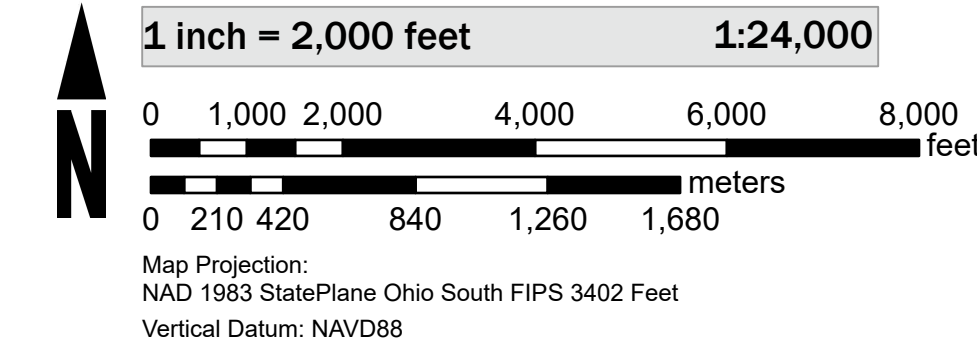 1 inch = 2,000 feet 1:24,000
0 1,000 2,000 4,000 6,000 8,000
feet
N
meters
0 210 420 840 1,260 1,680
Map Projection:
NAD 1983 StatePlane Ohio South FIPS 3402 Feet
Vertical Datum: NAVD88